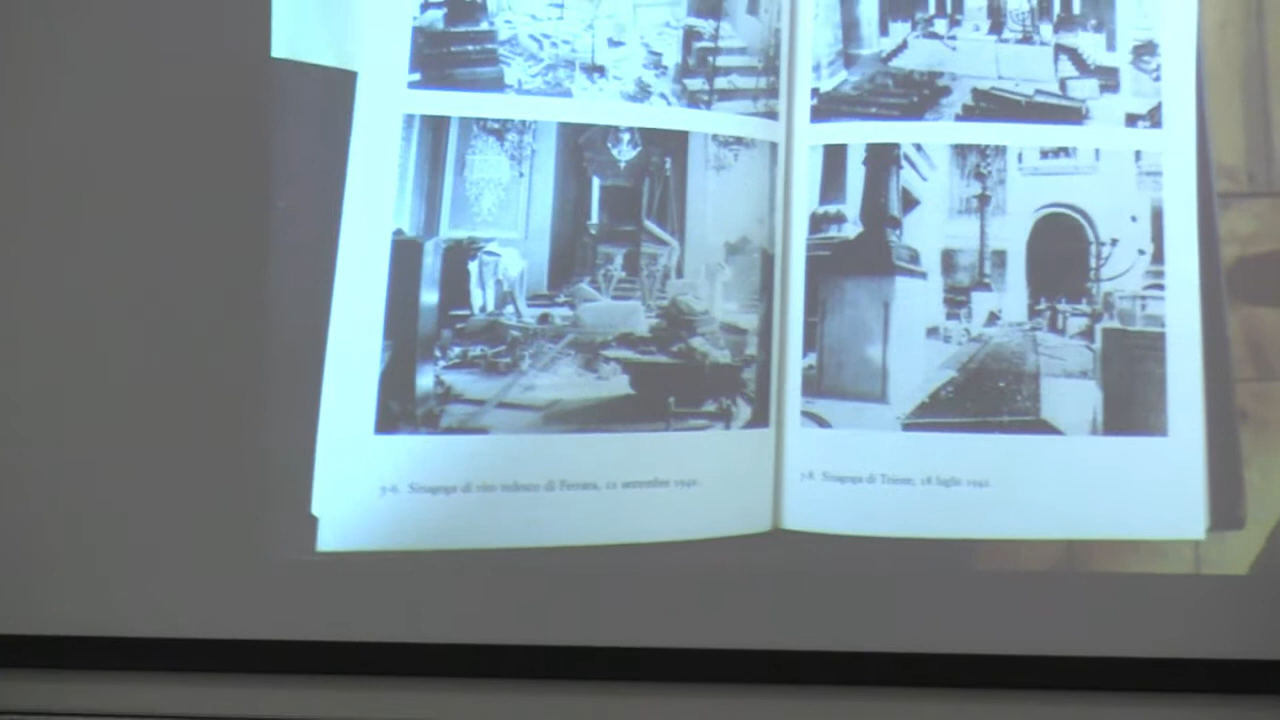 5-6. Sinagoga di rito tedesco di Ferrara, 21 settembre 1941.
7-8. Sinagoga di Trieste, 18 luglio 1942.